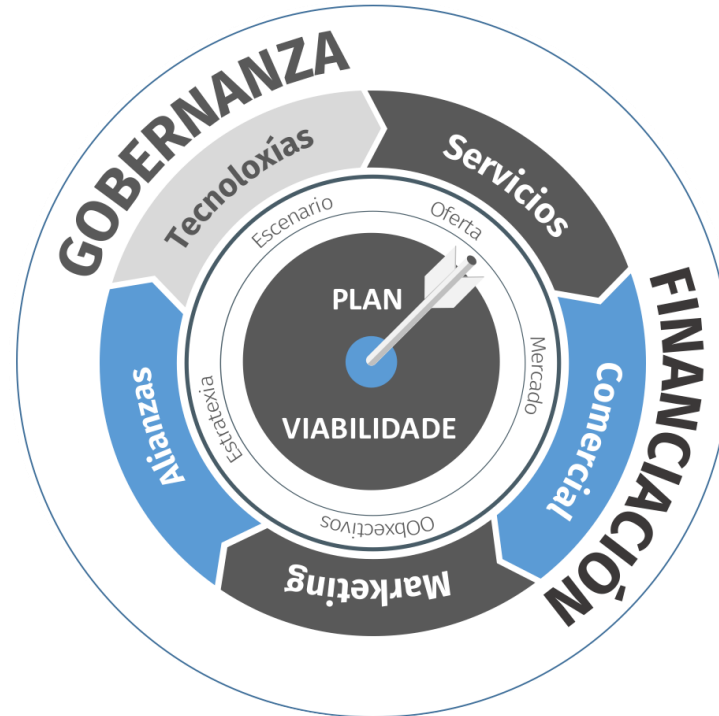 GOBERNANZA
FINANCIACIÓN
Tecnoloxías
Servicios
Comercial
Marketing
Alianzas
Escenario
Oferta
Mercado
OObxectivos
Estratexia
PLAN
VIABILIDADE